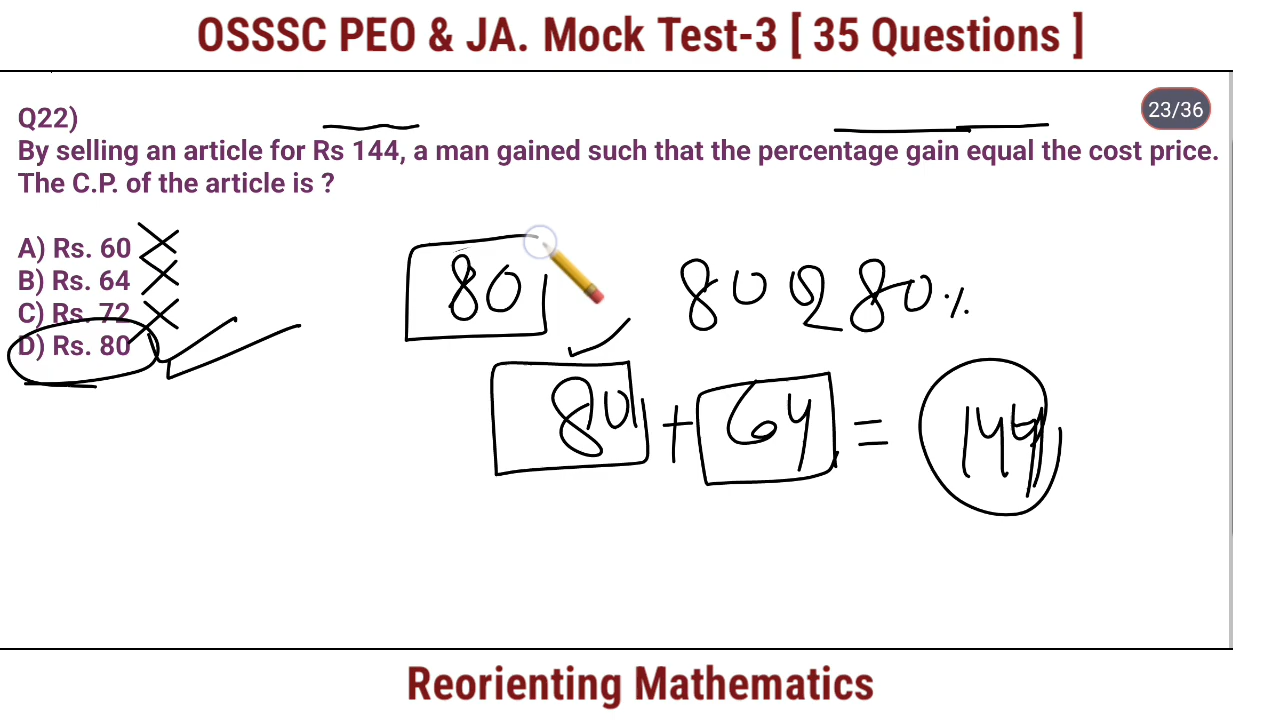 OSSSC PEO & JA. Mock Test-3 [ 35 Questions ]
23/36
Q22)
By selling an article for Rs 144, a man gained such that the percentage gain equal the cost price.
The C.P. of the article is ?
A) Rs. 60
B) Rs. 64
C) Rs. 72
D) Rs. 80
80
80 ର 80%
80 + 64 = 144
Reorienting Mathematics